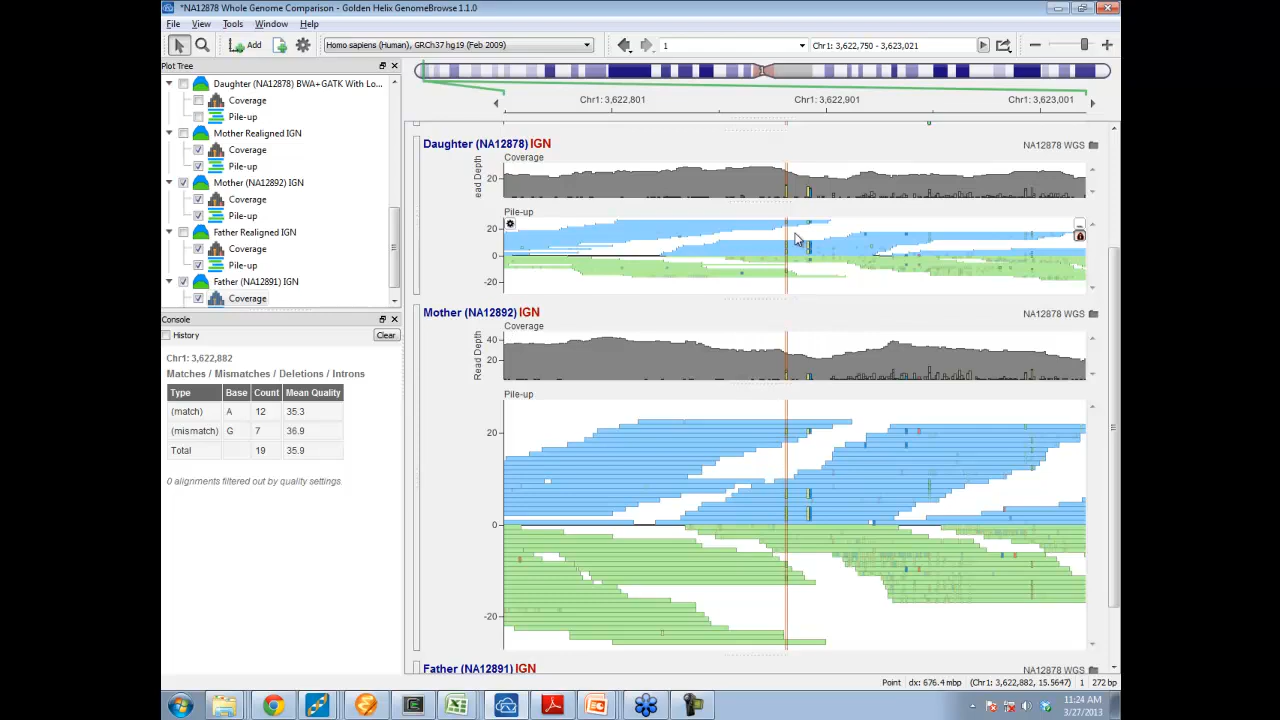 *NA12878 Whole Genome Comparison - Golden Helix GenomeBrowse 1.1.0
File View Tools Window Help
Add Homo sapiens (Human), GRCh37 hg19 (Feb 2009) 1 Chr1: 3,622,750 - 3,623,021
Plot Tree
Daughter (NA12878) BWA+GATK With Lo...
Coverage
Pile-up
Mother Realigned IGN
Coverage
Pile-up
Mother (NA12892) IGN
Coverage
Pile-up
Father Realigned IGN
Coverage
Pile-up
Father (NA12891) IGN
Coverage
Console
History Clear
Chr1: 3,622,882
Matches / Mismatches / Deletions / Introns
Type Base Count Mean Quality
(match) A 12 35.3
(mismatch) G 7 36.9
Total 19 35.9
0 alignments filtered out by quality settings.
Chr1: 3,622,801 Chr1: 3,622,901 Chr1: 3,623,001
Daughter (NA12878) IGN NA12878 WGS
Coverage
ead Depth
20
Pile-up
20
0
-20
Mother (NA12892) IGN NA12878 WGS
Coverage
Read Depth
40
20
Pile-up
20
0
-20
Father (NA12891) IGN NA12878 WGS
Point dx: 676.4 mbp (Chr1: 3,622,882, 15.5647) 1 272 bp
11:24 AM
3/27/2013